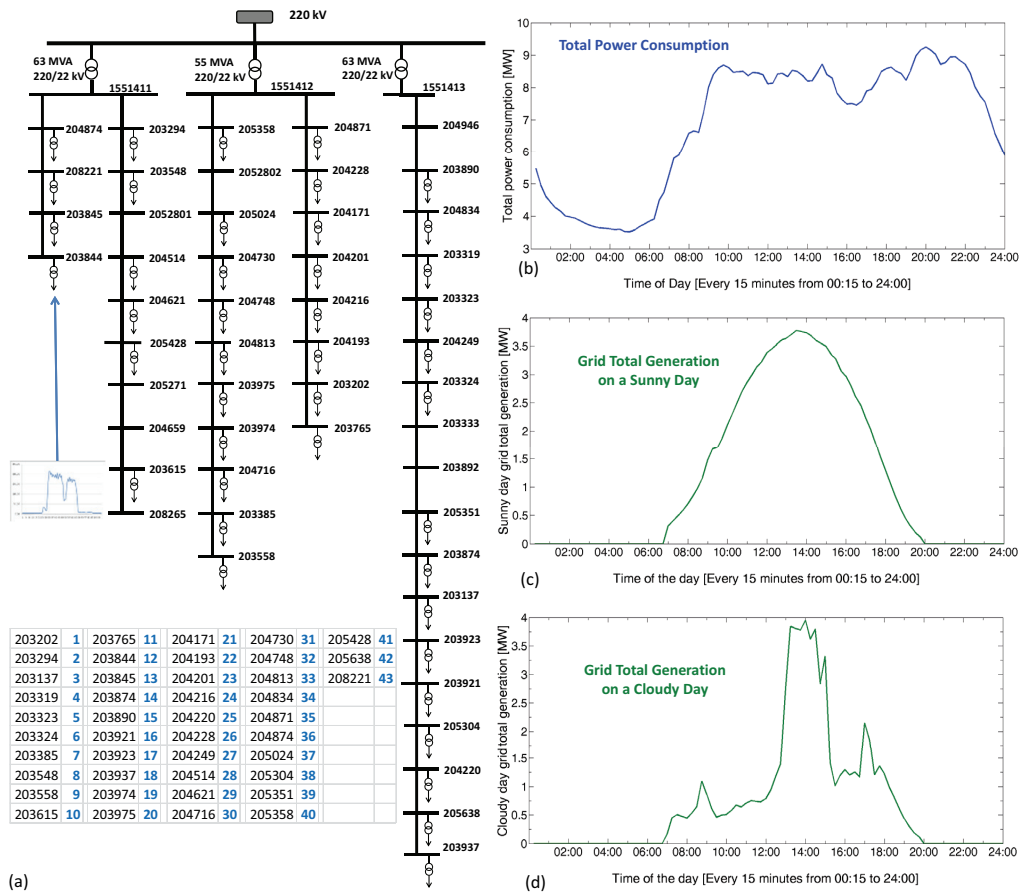 220 kV
63 MVA
220/22 kV
55 MVA
220/22 kV
63 MVA
220/22 kV
1551411
1551412
1551413
204874
208221
203845
203844
203294
203548
2052801
204514
204621
205428
205271
204659
203615
208265
205358
2052802
205024
204730
204748
204813
203975
203974
204716
203385
203558
204871
204228
204171
204201
204216
204193
203202
203765
204946
203890
204834
203319
203323
204249
203324
203333
203892
205351
203874
203137
203923
203921
205304
204220
205638
203937
203202 1 203765 11 204171 21 204730 31 205428 41
203294 2 203844 12 204193 22 204748 32 205638 42
203137 3 203845 13 204201 23 204813 33 208221 43
203319 4 203874 14 204216 24 204834 34
203323 5 203890 15 204220 25 204871 35
203324 6 203921 16 204228 26 204874 36
203385 7 203923 17 204249 27 205024 37
203548 8 203937 18 204514 28 205304 38
203558 9 203974 19 204621 29 205351 39
203615 10 203975 20 204716 30 205358 40
(a)
Total Power Consumption
Total power consumption [MW]
10
9
8
7
6
5
4
3
02:00 04:00 06:00 08:00 10:00 12:00 14:00 16:00 18:00 20:00 22:00 24:00
(b)
Time of Day [Every 15 minutes from 00:15 to 24:00]
Grid Total Generation
on a Sunny Day
Sunny day grid total generation [MW]
4
3.5
3
2.5
2
1.5
1
0.5
0
02:00 04:00 06:00 08:00 10:00 12:00 14:00 16:00 18:00 20:00 22:00 24:00
(c)
Time of the day [Every 15 minutes from 00:15 to 24:00]
Grid Total Generation
on a Cloudy Day
Cloudy day grid total generation [MW]
4
3.5
3
2.5
2
1.5
1
0.5
0
02:00 04:00 06:00 08:00 10:00 12:00 14:00 16:00 18:00 20:00 22:00 24:00
(d)
Time of the day [Every 15 minutes from 00:15 to 24:00]